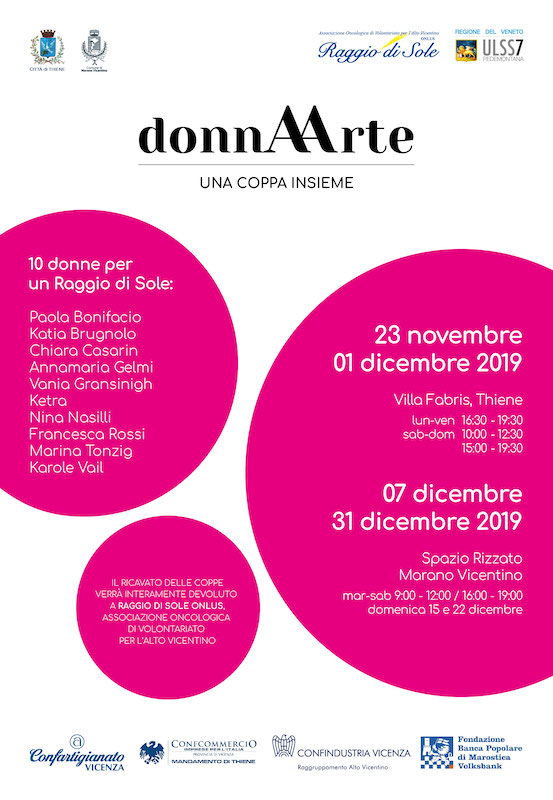 CITTÀ DI THIENE
Comune di
Marano Vicentino
Associazione Oncologica di Volontariato per l'Alto Vicentino
ONLUS
Raggio di Sole
REGIONE DEL VENETO
ULSS7
PEDEMONTANA
donnAArte
UNA COPPA INSIEME
10 donne per
un Raggio di Sole:
Paola Bonifacio
Katia Brugnolo
Chiara Casarin
Annamaria Gelmi
Vania Gransinigh
Ketra
Nina Nasilli
Francesca Rossi
Marina Tonzig
Karole Vail
23 novembre
01 dicembre 2019
Villa Fabris, Thiene
lun-ven 16:30 - 19:30
sab-dom 10:00 - 12:30
15:00 - 19:30
07 dicembre
31 dicembre 2019
Spazio Rizzato
Marano Vicentino
mar-sab 9:00 - 12:00 / 16:00 - 19:00
domenica 15 e 22 dicembre
IL RICAVATO DELLE COPPE
VERRÀ INTERAMENTE DEVOLUTO
A RAGGIO DI SOLE ONLUS,
ASSOCIAZIONE ONCOLOGICA
DI VOLONTARIATO
PER L'ALTO VICENTINO
Confartigianato
VICENZA
CONFCOMMERCIO
IMPRESE PER L'ITALIA
PROVINCIA DI VICENZA
MANDAMENTO DI THIENE
CONFINDUSTRIA VICENZA
Raggruppamento Alto Vicentino
Fondazione
Banca Popolare
di Marostica
Volksbank